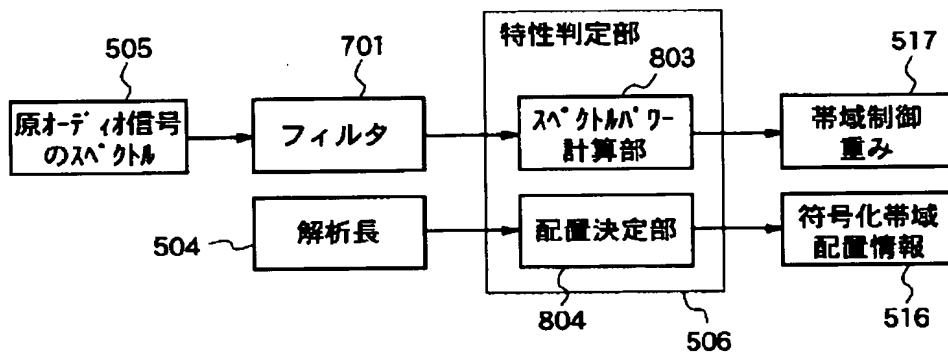 505
原オーディオ信号
のスペクトル
701
フィルタ
特性判定部
803
スペクトルパワー
計算部
517
帯域制御
重み
504
解析長
配置決定部
804
506
符号化帯域
配置情報
516